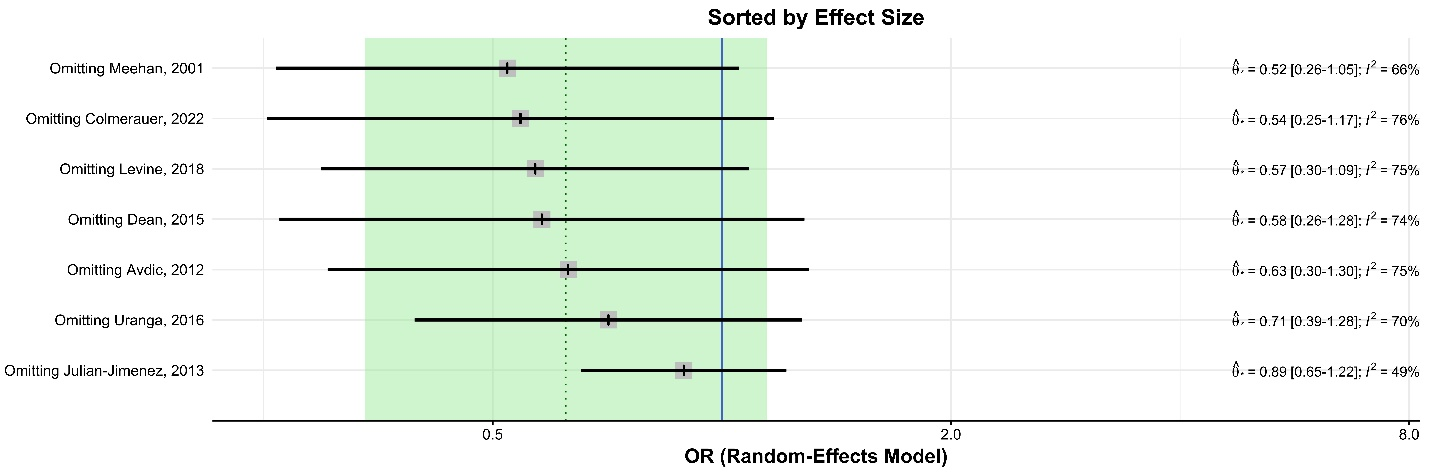 Sorted by Effect Size
Omitting Meehan, 2001 θ̂* = 0.52 [0.26-1.05]; I² = 66%
Omitting Colmerauer, 2022 θ̂* = 0.54 [0.25-1.17]; I² = 76%
Omitting Levine, 2018 θ̂* = 0.57 [0.30-1.09]; I² = 75%
Omitting Dean, 2015 θ̂* = 0.58 [0.26-1.28]; I² = 74%
Omitting Avdic, 2012 θ̂* = 0.63 [0.30-1.30]; I² = 75%
Omitting Uranga, 2016 θ̂* = 0.71 [0.39-1.28]; I² = 70%
Omitting Julian-Jimenez, 2013 θ̂* = 0.89 [0.65-1.22]; I² = 49%
0.5 2.0 8.0
OR (Random-Effects Model)